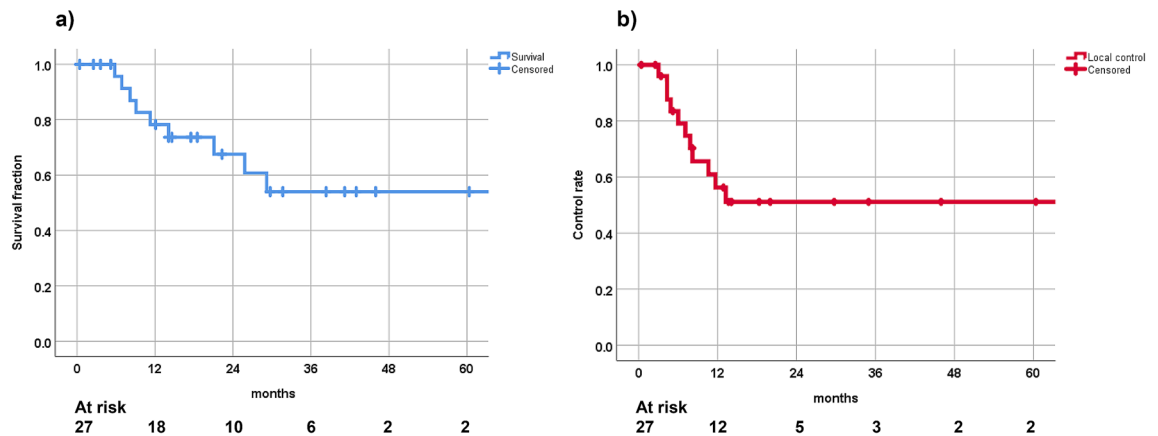 a)
Survival
Censored
1.0
0.8
0.6
0.4
0.2
0.0
Survival fraction
0 12 24 36 48 60
months
At risk
27 18 10 6 2 2
b)
Local control
Censored
1.0
0.8
0.6
0.4
0.2
0.0
Control rate
0 12 24 36 48 60
months
At risk
27 12 5 3 2 2